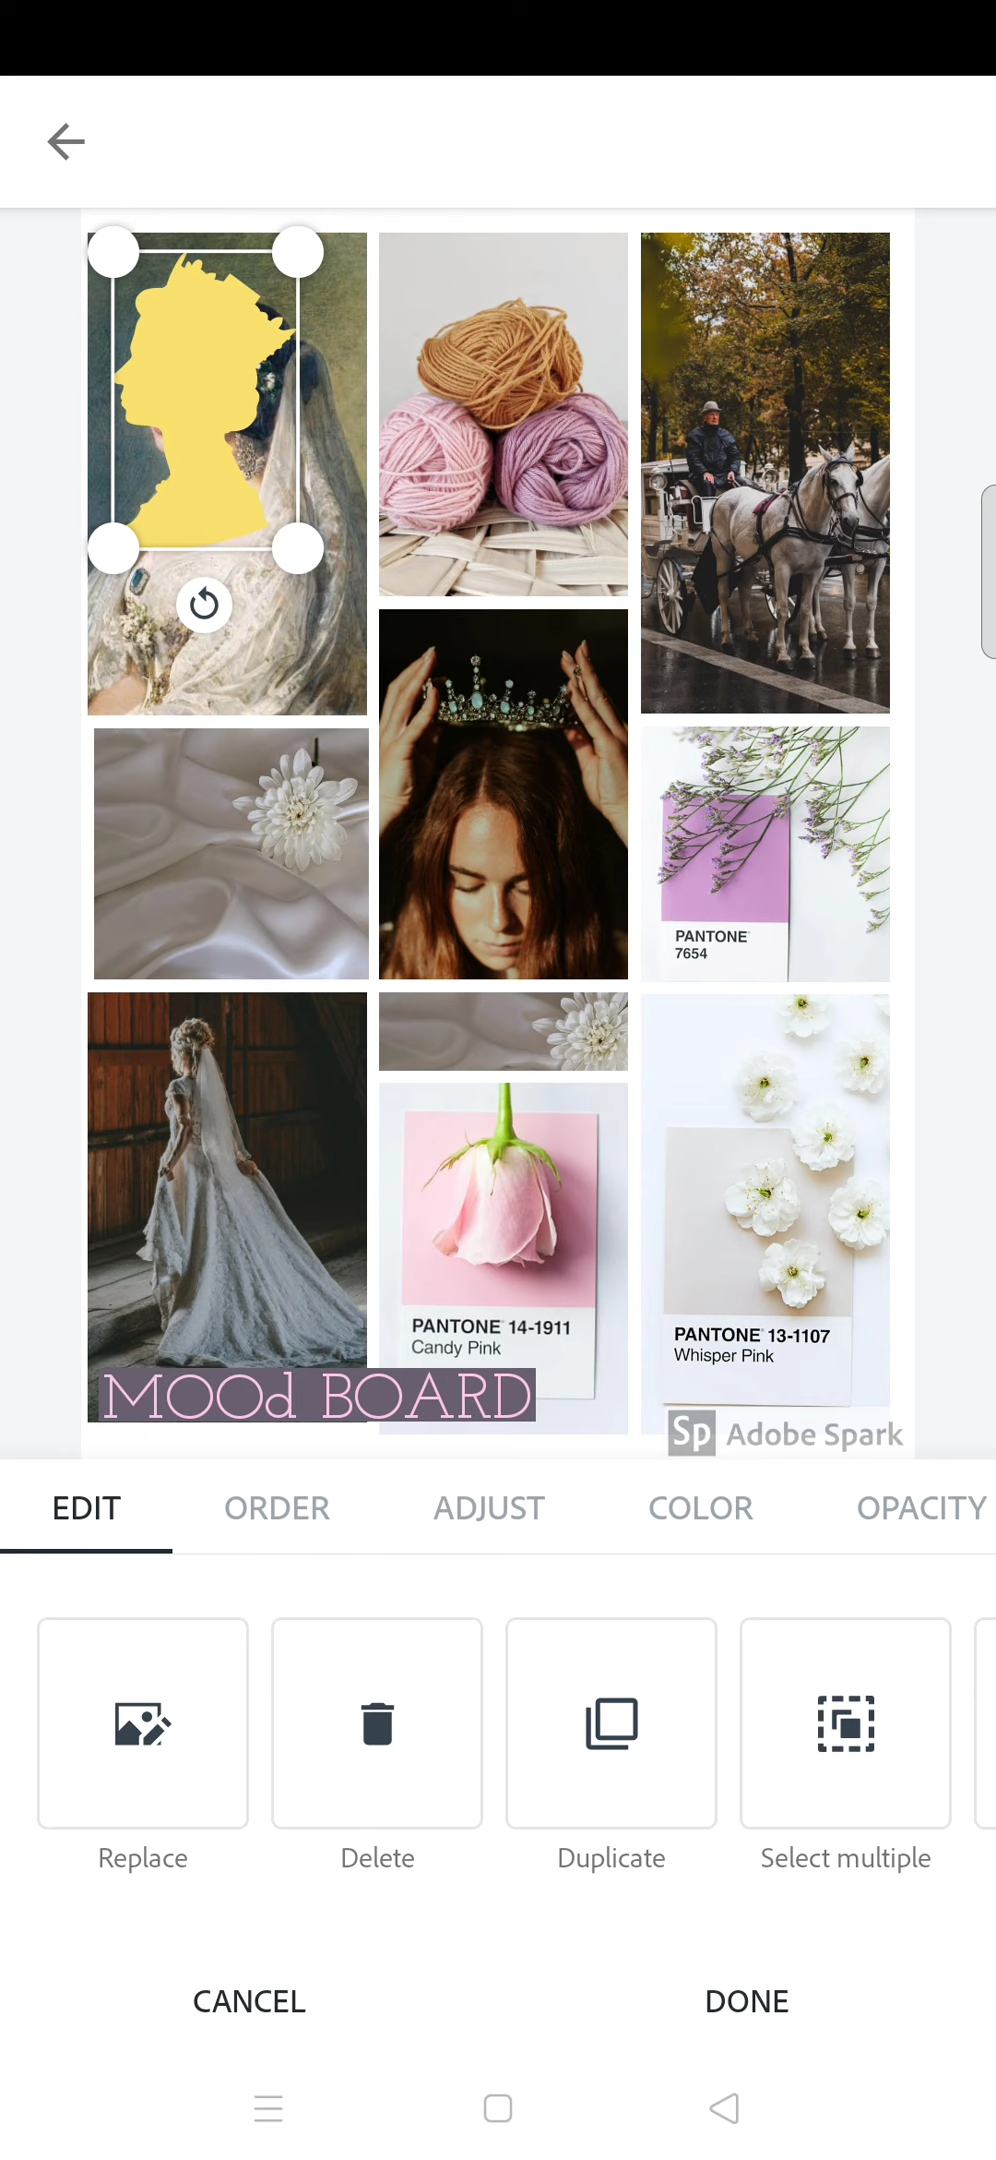 PANTONE®
7654
PANTONE® 14-1911
Candy Pink
PANTONE® 13-1107
Whisper Pink
MOOd BOARD
Sp Adobe Spark
EDIT
ORDER
ADJUST
COLOR
OPACITY
Replace
Delete
Duplicate
Select multiple
CANCEL
DONE